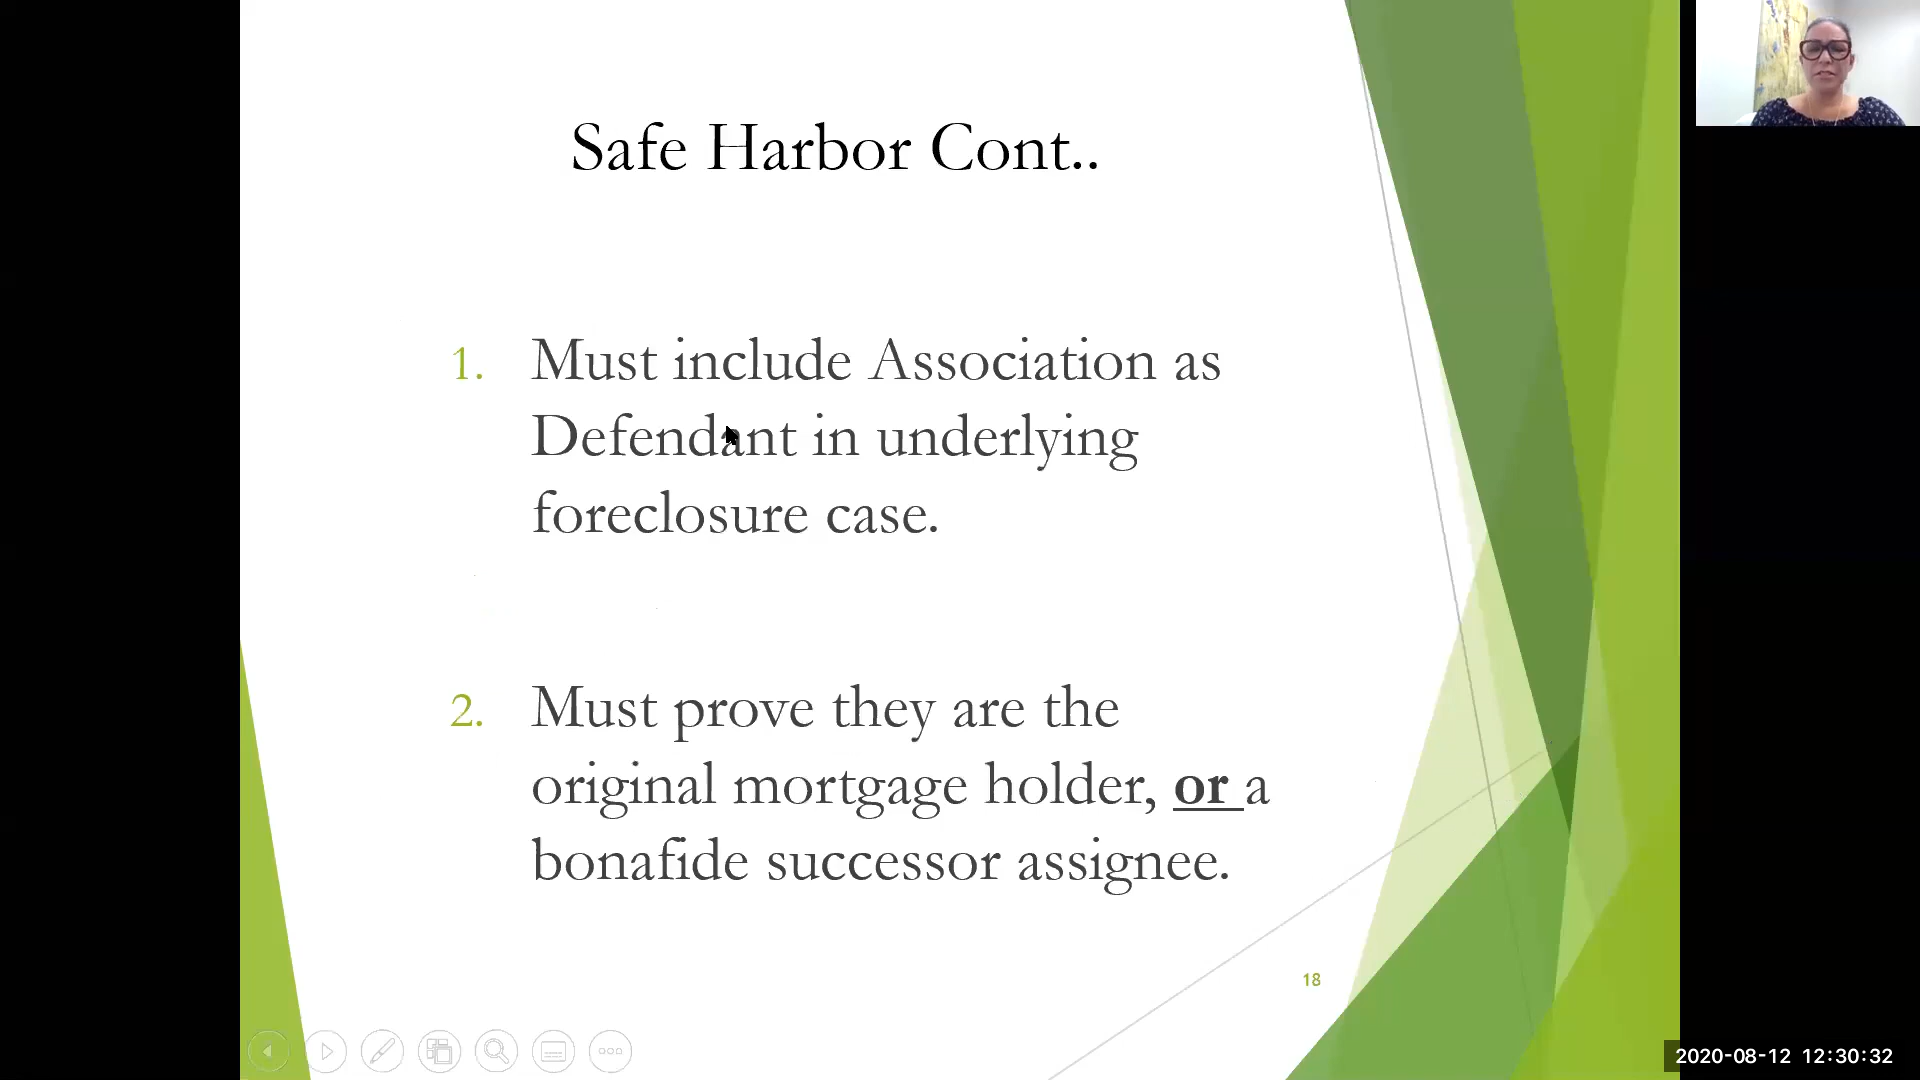 Safe Harbor Cont..
1. Must include Association as
Defendant in underlying
foreclosure case.
2. Must prove they are the
original mortgage holder, or a
bonafide successor assignee.
18
2020-08-12 12:30:32